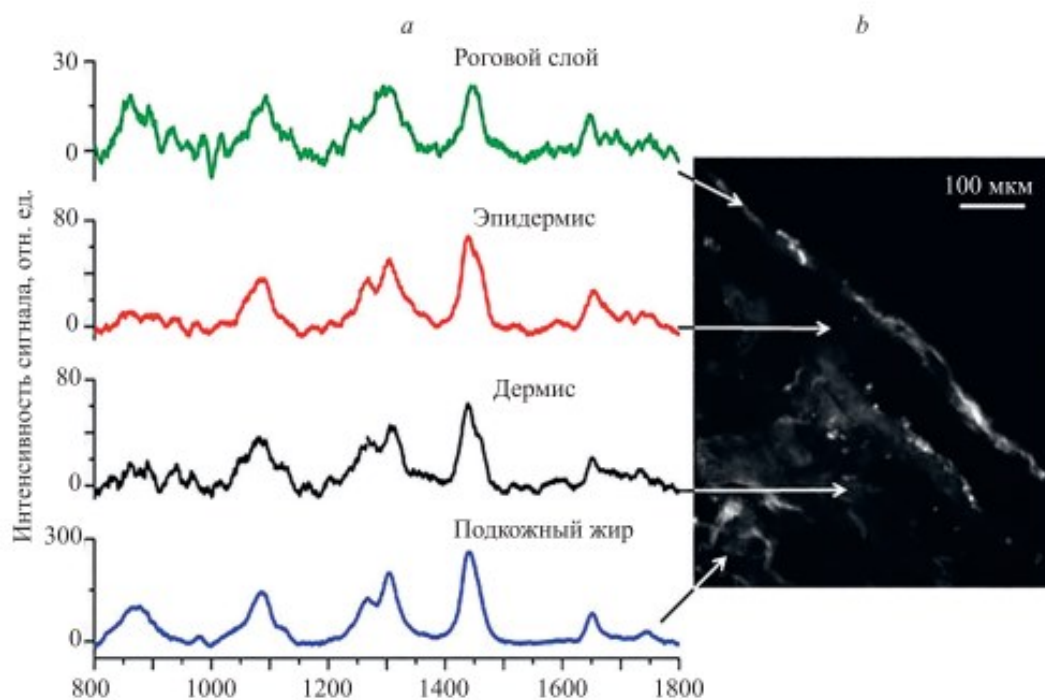 a
b
Роговой слой
30
0
100 мкм
Эпидермис
80
0
Интенсивность сигнала, отн. ед.
Дермис
80
0
Подкожный жир
300
0
800 1000 1200 1400 1600 1800